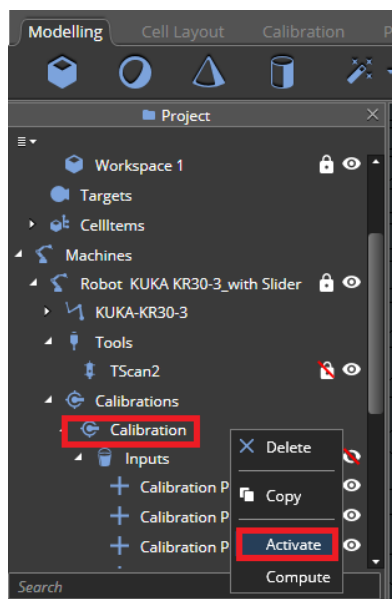 Modelling Cell Layout Calibration P
Project
Workspace 1
Targets
CellItems
Machines
Robot KUKA KR30-3_with Slider
KUKA-KR30-3
Tools
TScan2
Calibrations
Calibration
Inputs
Delete
Calibration P
Copy
Calibration P
Calibration P
Activate
Compute
Search